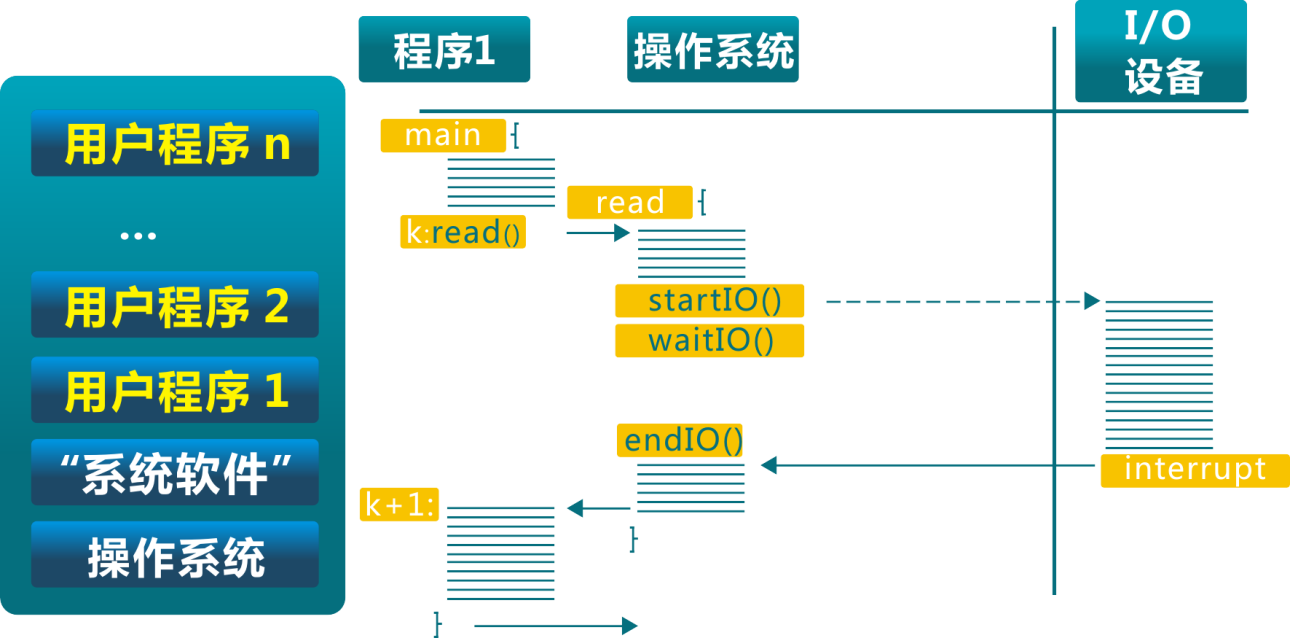 程序1
操作系统
I/O
设备
用户程序 n
...
用户程序 2
用户程序 1
“系统软件”
操作系统
main {
read {
k:read()
startIO()
waitIO()
endIO()
interrupt
k+1:
}
}